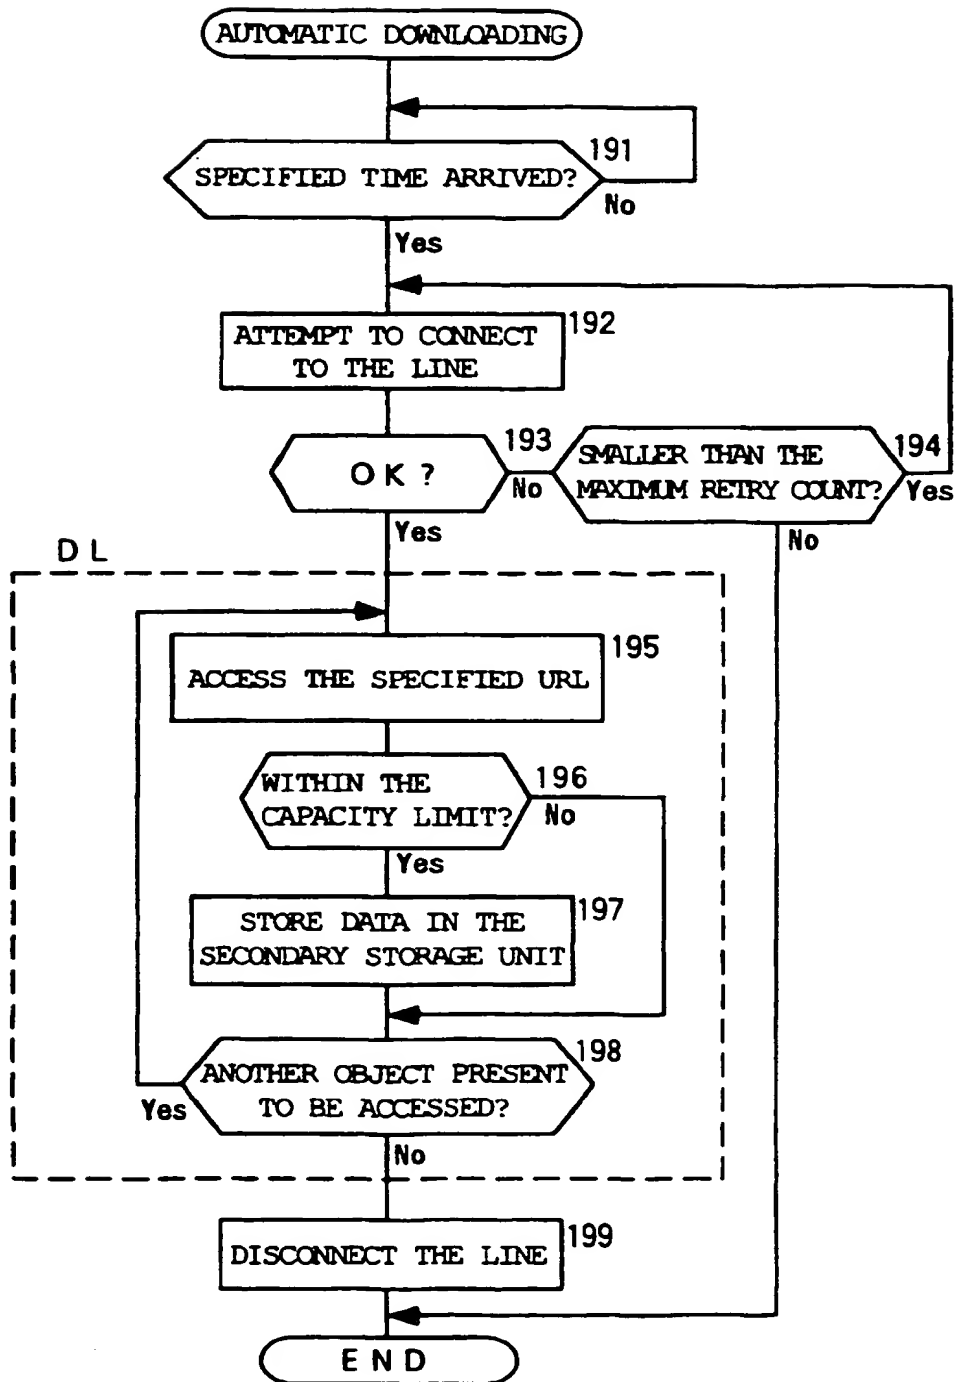 AUTOMATIC DOWNLOADING
191
SPECIFIED TIME ARRIVED?
No
Yes
192
ATTEMPT TO CONNECT
TO THE LINE
193
OK?
No
194
SMALLER THAN THE
MAXIMUM RETRY COUNT?
Yes
Yes
No
DL
195
ACCESS THE SPECIFIED URL
196
WITHIN THE
CAPACITY LIMIT?
No
Yes
197
STORE DATA IN THE
SECONDARY STORAGE UNIT
198
ANOTHER OBJECT PRESENT
TO BE ACCESSED?
Yes
No
199
DISCONNECT THE LINE
END